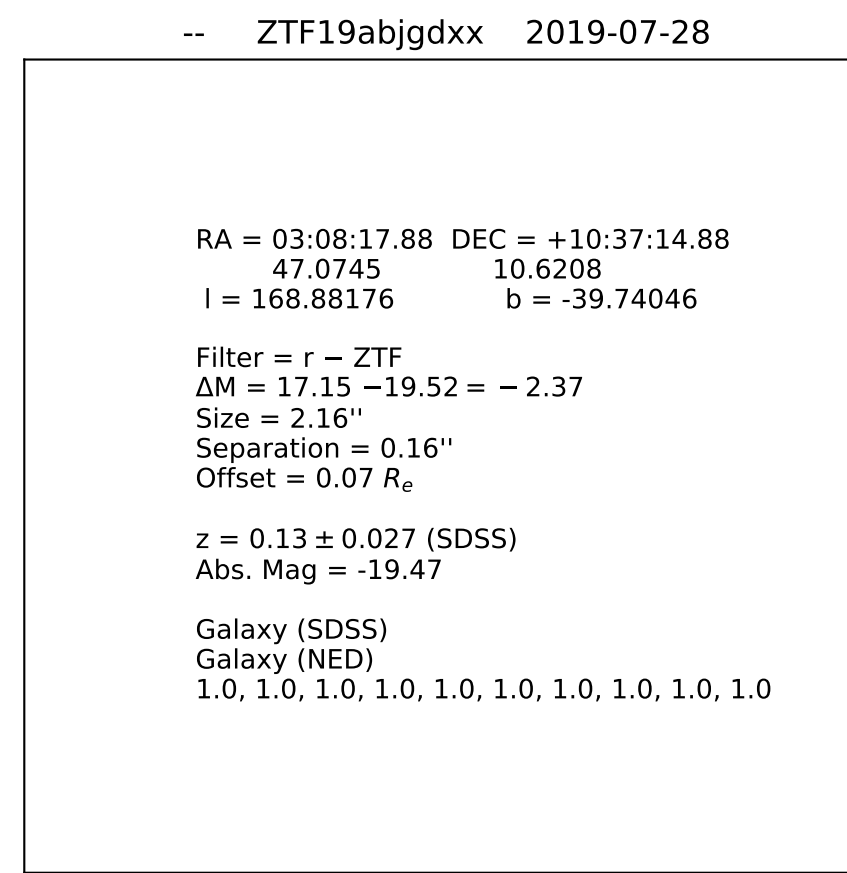 -- ZTF19abjgdxx 2019-07-28
RA = 03:08:17.88 DEC = +10:37:14.88
47.0745 10.6208
l = 168.88176 b = -39.74046
Filter = r − ZTF
ΔM = 17.15 −19.52 = − 2.37
Size = 2.16''
Separation = 0.16''
Offset = 0.07 Re
z = 0.13 ± 0.027 (SDSS)
Abs. Mag = -19.47
Galaxy (SDSS)
Galaxy (NED)
1.0, 1.0, 1.0, 1.0, 1.0, 1.0, 1.0, 1.0, 1.0, 1.0